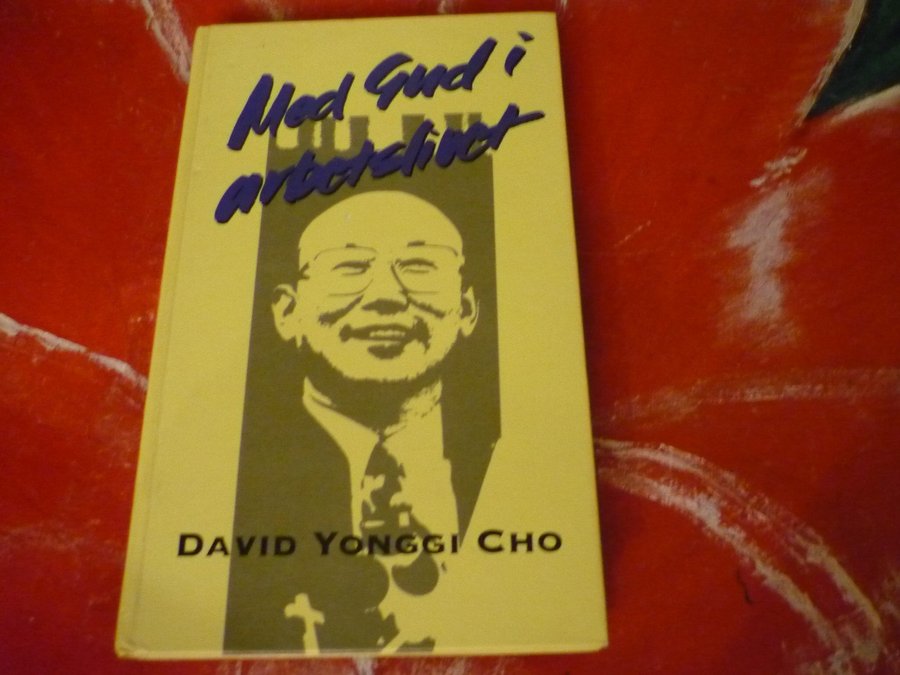 Med Gud i
arbetslivet
DAVID YONGGI CHO